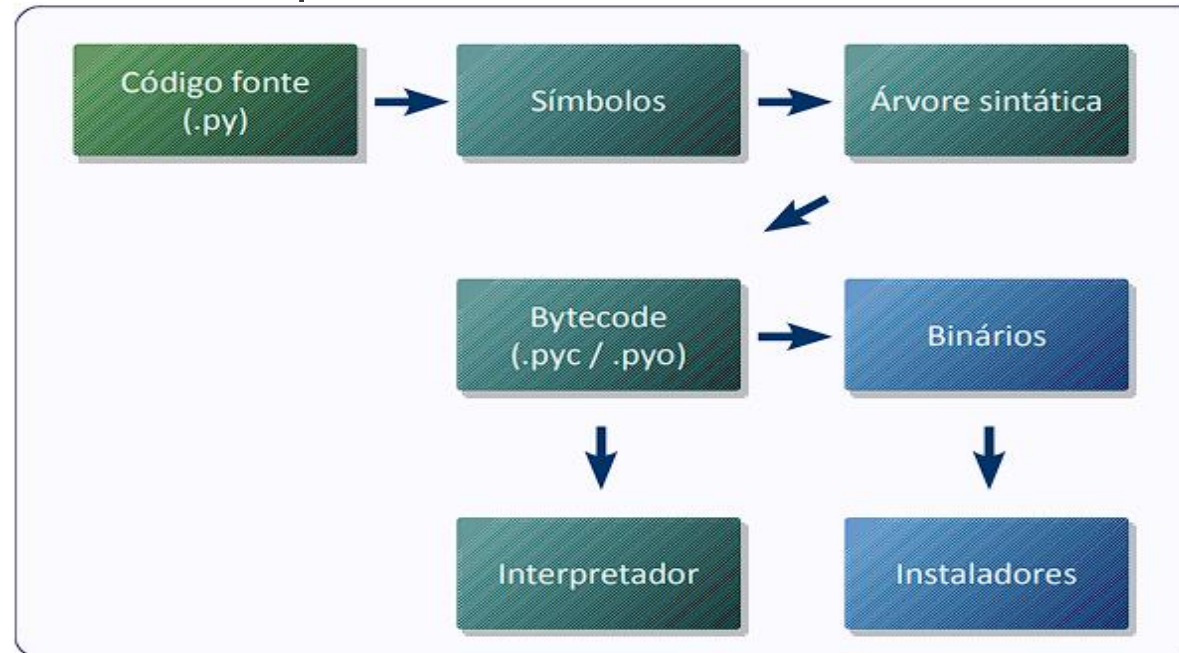 Código fonte
(.py)
Símbolos
Árvore sintática
Bytecode
(.pyc / .pyo)
Binários
Interpretador
Instaladores